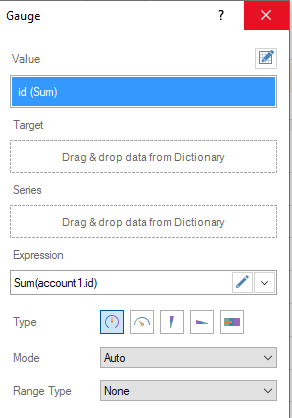 Gauge ?
Value
id (Sum)
Target
Drag & drop data from Dictionary
Series
Drag & drop data from Dictionary
Expression
Sum(account1.id)
Type
Mode Auto
Range Type None